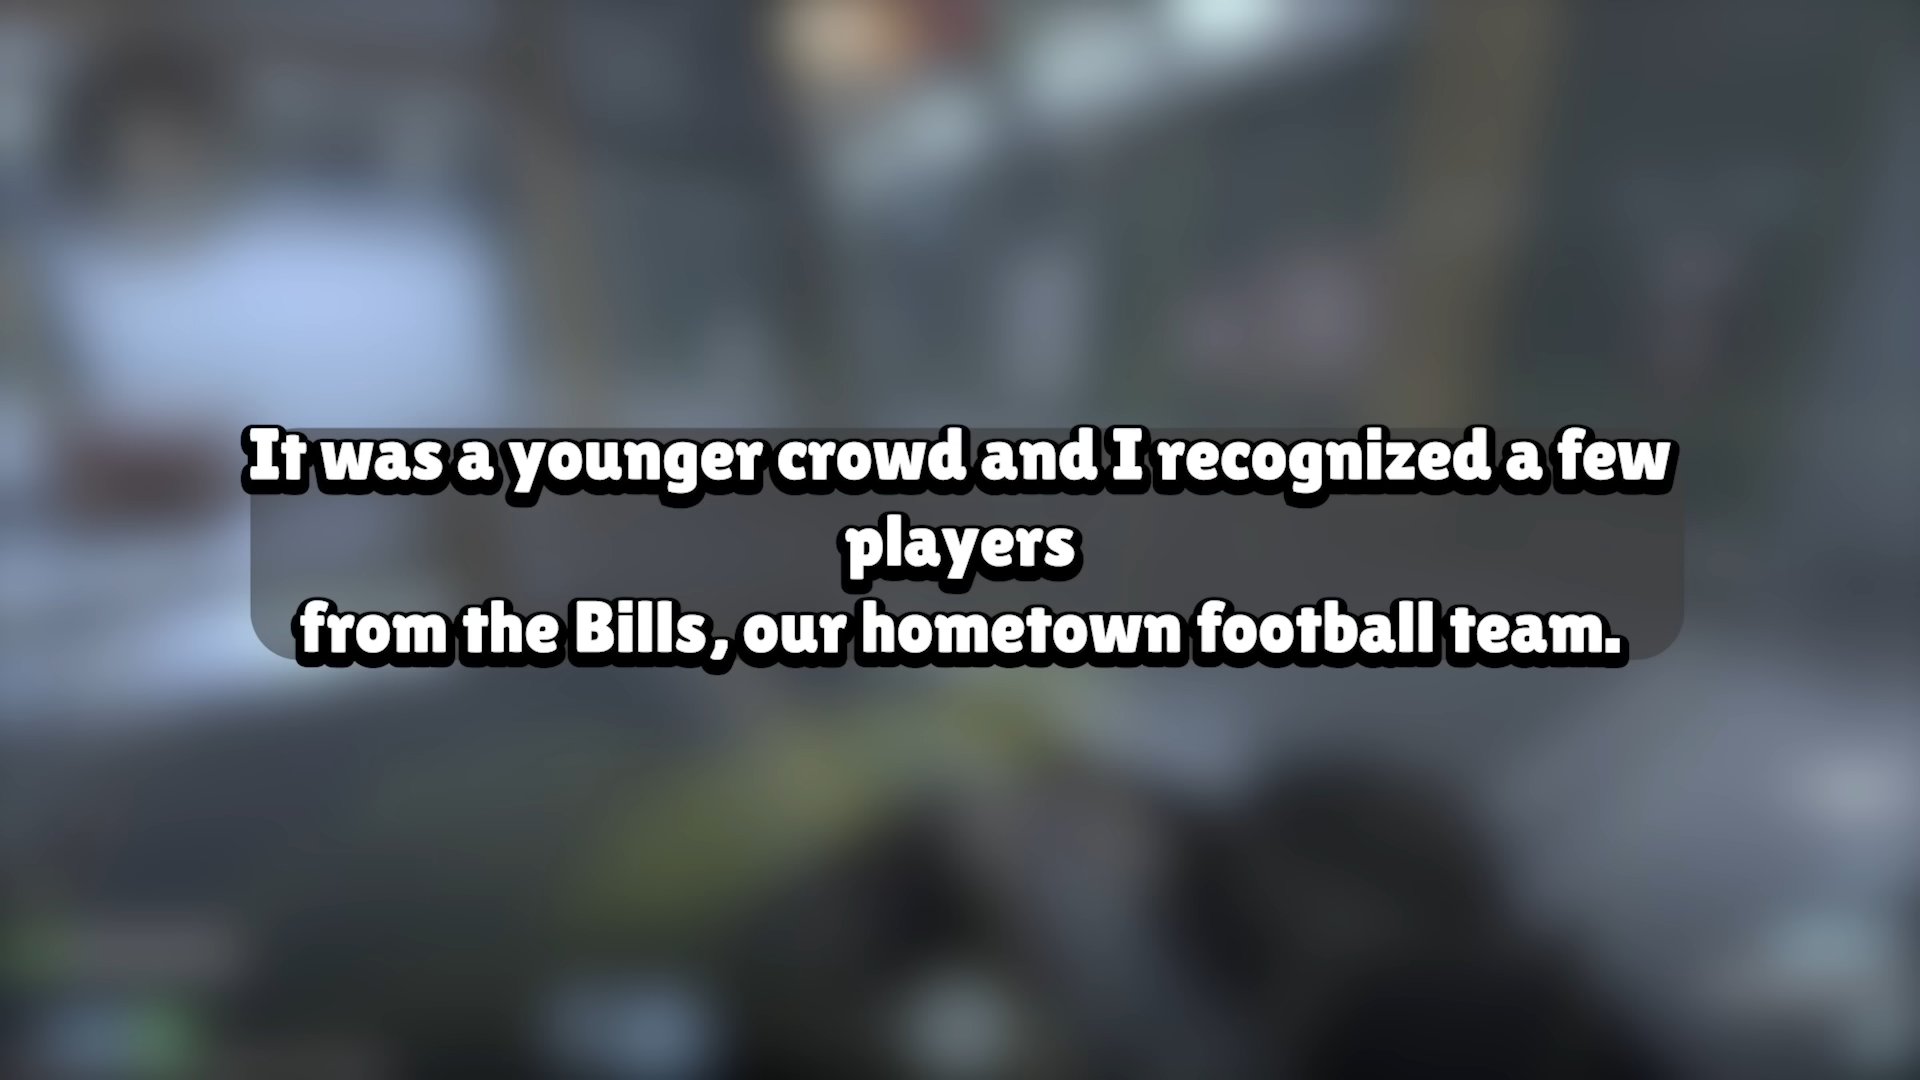 It was a younger crowd and I recognized a few
players
from the Bills, our hometown football team.